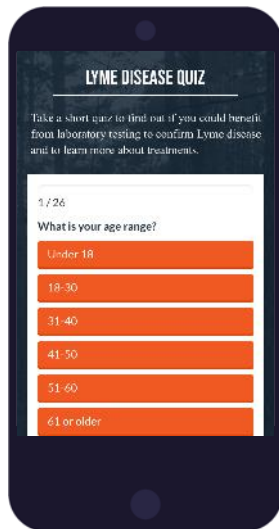 LYME DISEASE QUIZ
Take a short quiz to find out if you could benefit
from laboratory testing to confirm Lyme disease
and to learn more about treatments.
1 / 26
What is your age range?
Under 18
18-30
31-40
41-50
51-60
61 or older